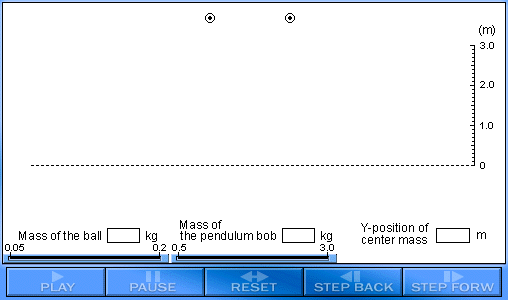 (m)
3.0
2.0
1.0
0
Mass of the ball kg
0.05 0.2
Mass of
the pendulum bob kg
0.5 3.0
Y-position of
center mass m
PLAY PAUSE RESET STEP BACK STEP FORW